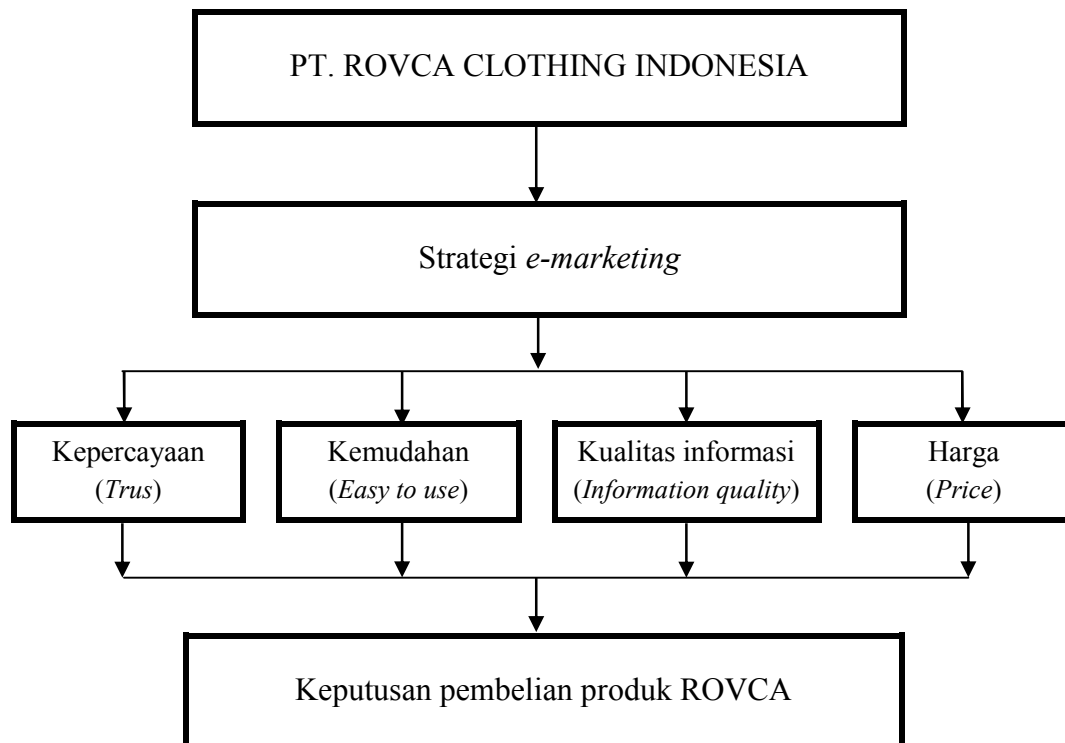 PT. ROVCA CLOTHING INDONESIA
Strategi e-marketing
Kepercayaan
(Trus)
Kemudahan
(Easy to use)
Kualitas informasi
(Information quality)
Harga
(Price)
Keputusan pembelian produk ROVCA